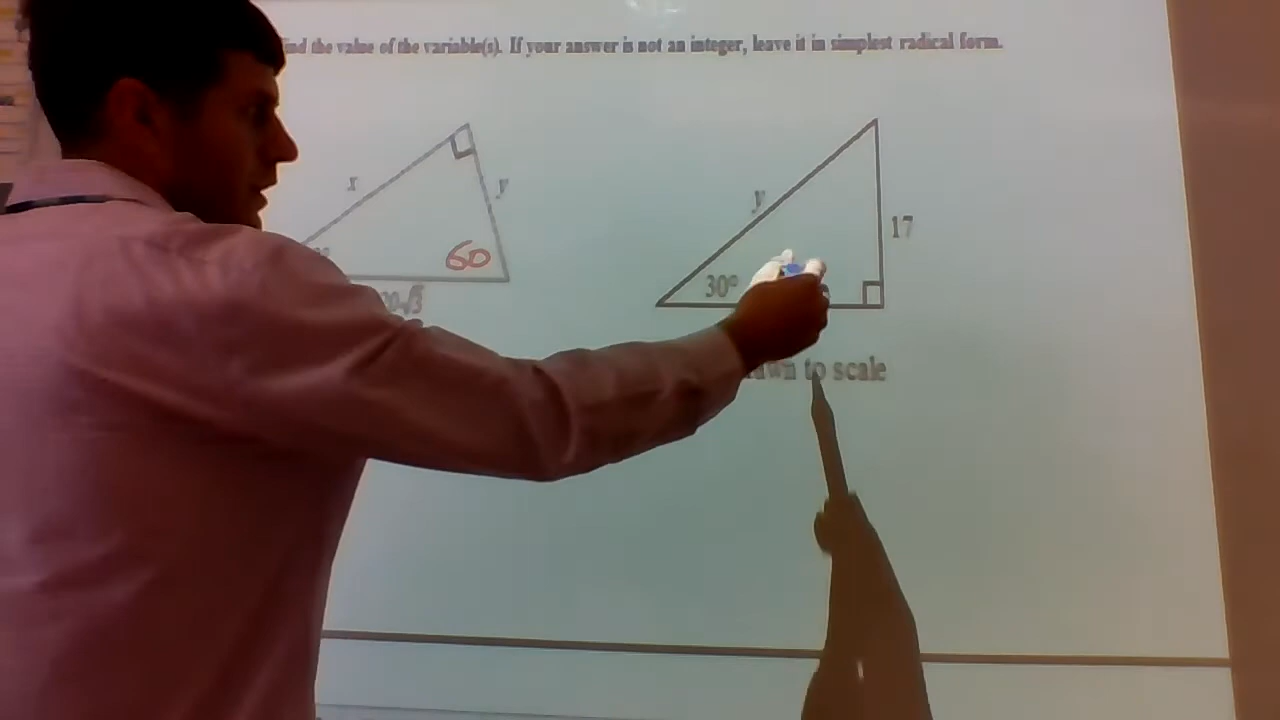 ind the value of the variable(s). If your answer is not an integer, leave it in simplest radical form.
x
y
60
y
17
30°
to scale